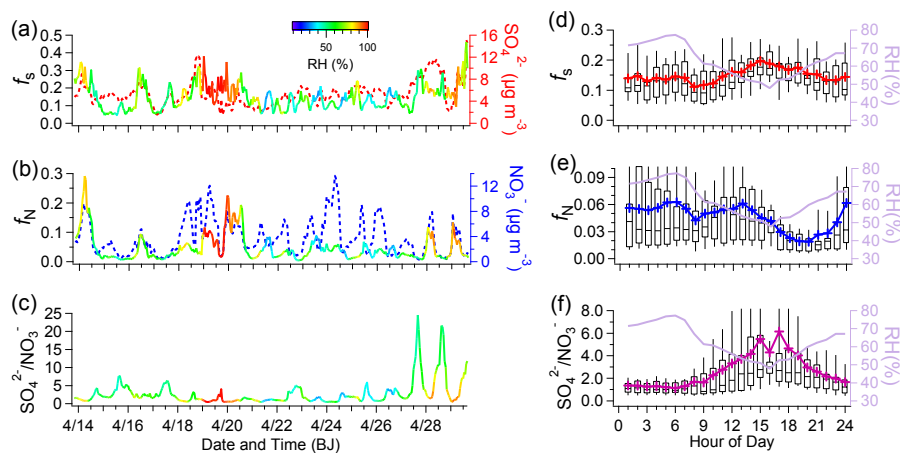 (a)
50
100
RH (%)
0.5
0.4
0.3
0.2
0.1
0.0
fs
16
12
8
4
0
SO₄²⁻ (µg m⁻³)
(b)
0.3
0.2
0.1
0.0
fN
12
8
4
0
NO₃⁻ (µg m⁻³)
(c)
25
20
15
10
5
0
SO₄²⁻/NO₃⁻
4/14 4/16 4/18 4/20 4/22 4/24 4/26 4/28
Date and Time (BJ)
(d)
0.3
0.2
0.1
0.0
fs
80
70
60
50
40
30
RH(%)
(e)
0.09
0.06
0.03
0.00
fN
80
70
60
50
40
30
RH(%)
(f)
8.0
6.0
4.0
2.0
0.0
SO₄²⁻/NO₃⁻
80
70
60
50
40
30
RH(%)
0 3 6 9 12 15 18 21 24
Hour of Day